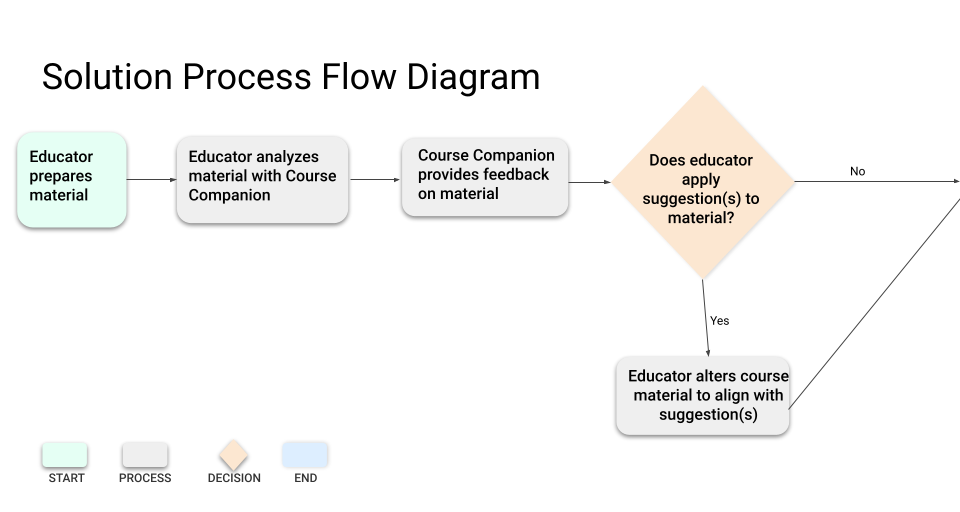 Solution Process Flow Diagram
Educator
prepares
material
Educator analyzes
material with Course
Companion
Course Companion
provides feedback
on material
Does educator
apply
suggestion(s) to
material?
No
Yes
Educator alters course
material to align with
suggestion(s)
START
PROCESS
DECISION
END